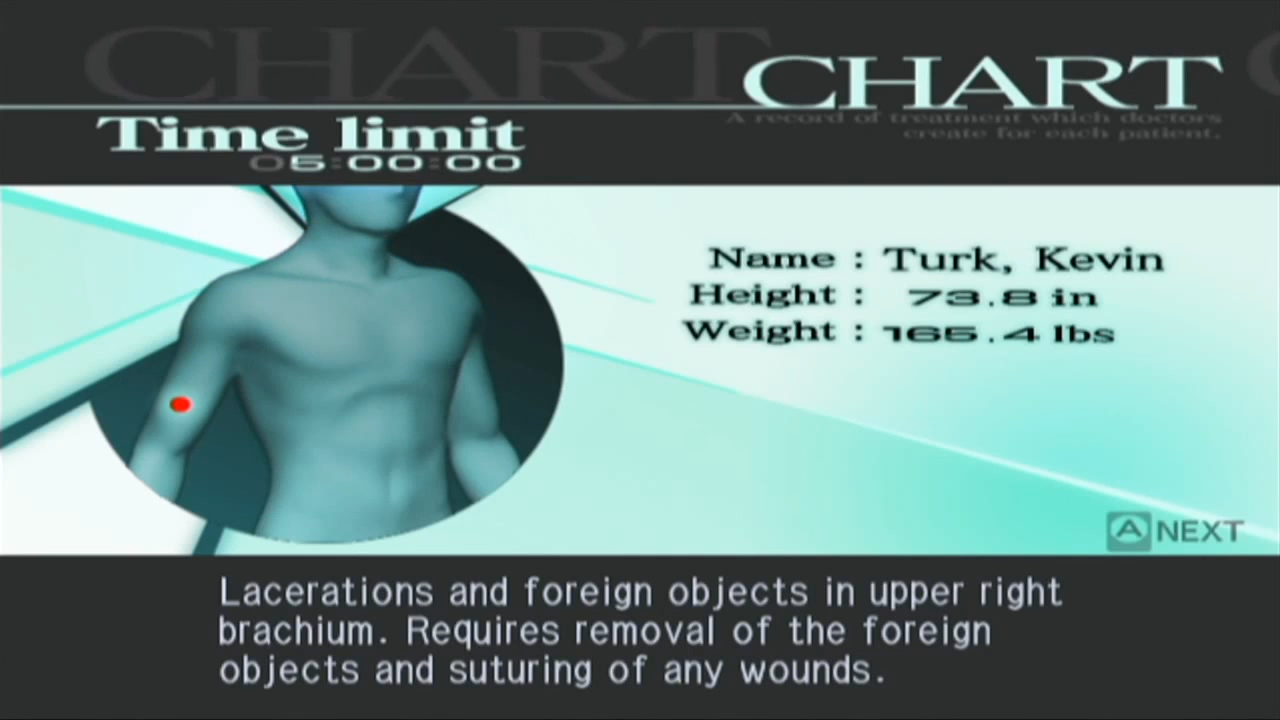 CHART
CHART
A record of treatment which doctors
create for each patient.
Time limit
05:00:00
Name : Turk, Kevin
Height : 73.8 in
Weight : 165.4 lbs
A NEXT
Lacerations and foreign objects in upper right
brachium. Requires removal of the foreign
objects and suturing of any wounds.